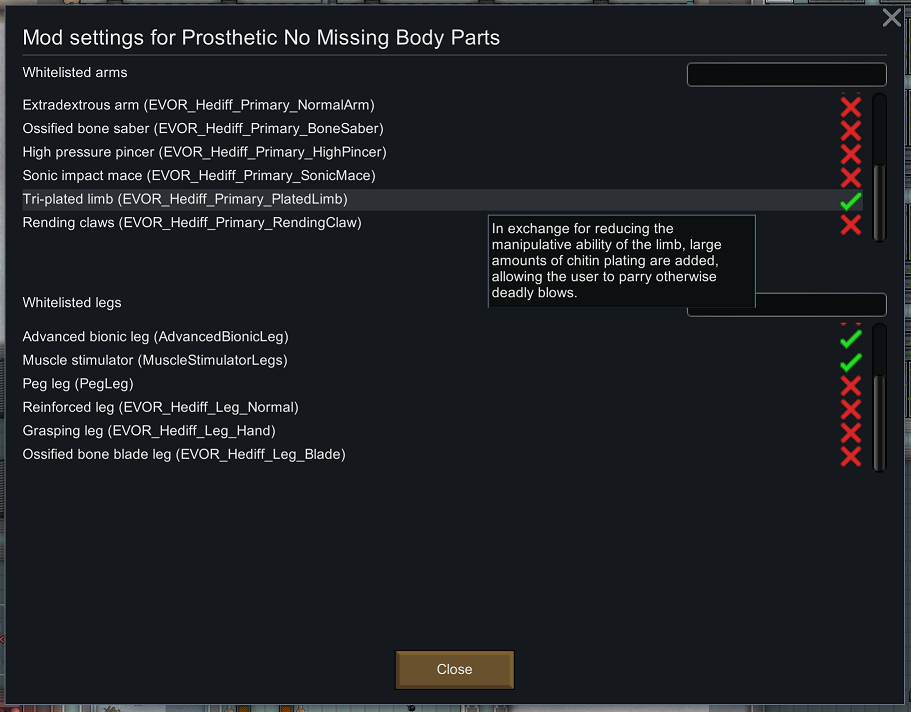 Mod settings for Prosthetic No Missing Body Parts
Whitelisted arms
Extradextrous arm (EVOR_Hediff_Primary_NormalArm)
Ossified bone saber (EVOR_Hediff_Primary_BoneSaber)
High pressure pincer (EVOR_Hediff_Primary_HighPincer)
Sonic impact mace (EVOR_Hediff_Primary_SonicMace)
Tri-plated limb (EVOR_Hediff_Primary_PlatedLimb)
Rending claws (EVOR_Hediff_Primary_RendingClaw)
In exchange for reducing the
manipulative ability of the limb, large
amounts of chitin plating are added,
allowing the user to parry otherwise
deadly blows.
Whitelisted legs
Advanced bionic leg (AdvancedBionicLeg)
Muscle stimulator (MuscleStimulatorLegs)
Peg leg (PegLeg)
Reinforced leg (EVOR_Hediff_Leg_Normal)
Grasping leg (EVOR_Hediff_Leg_Hand)
Ossified bone blade leg (EVOR_Hediff_Leg_Blade)
Close